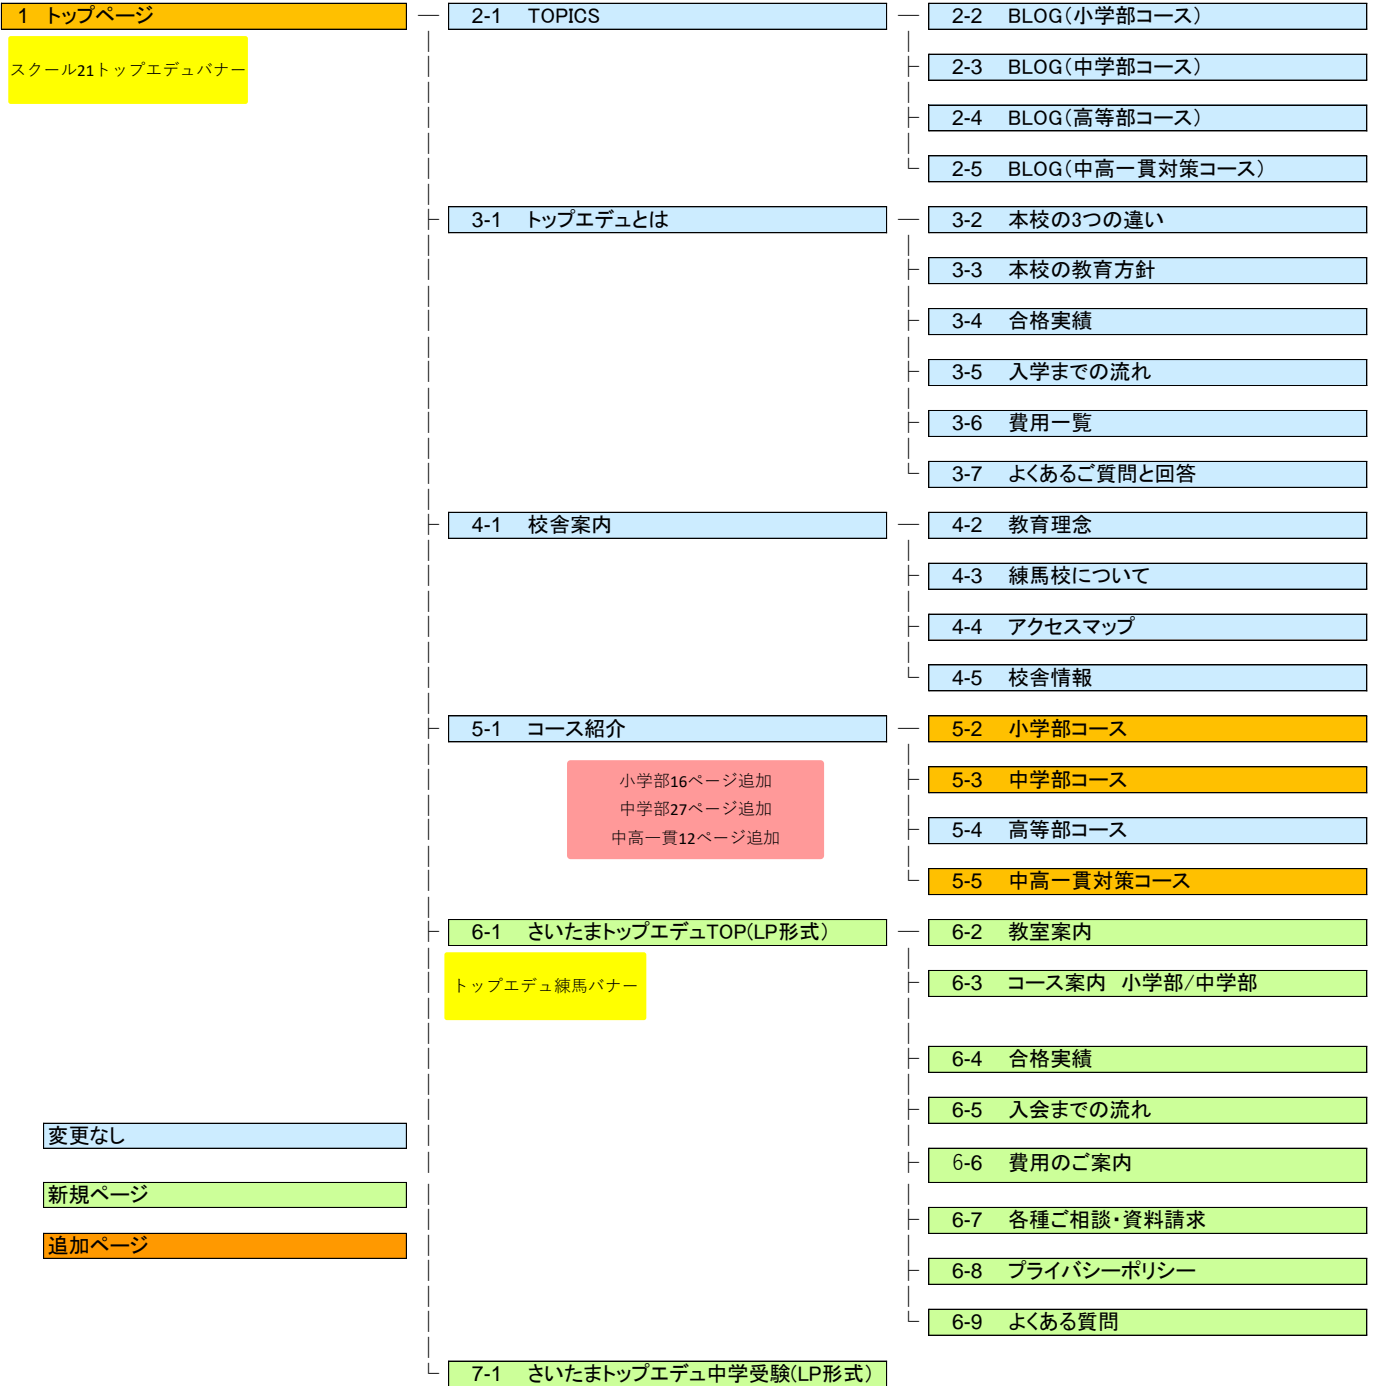 1 トップページ
2-1 TOPICS
2-2 BLOG(小学部コース)
スクール21トップエデュバナー
2-3 BLOG(中学部コース)
2-4 BLOG(高等部コース)
2-5 BLOG(中高一貫対策コース)
3-1 トップエデュとは
3-2 本校の3つの違い
3-3 本校の教育方針
3-4 合格実績
3-5 入学までの流れ
3-6 費用一覧
3-7 よくあるご質問と回答
4-1 校舎案内
4-2 教育理念
4-3 練馬校について
4-4 アクセスマップ
4-5 校舎情報
5-1 コース紹介
5-2 小学部コース
小学部16ページ追加
中学部27ページ追加
中高一貫12ページ追加
5-3 中学部コース
5-4 高等部コース
5-5 中高一貫対策コース
6-1 さいたまトップエデュTOP(LP形式)
6-2 教室案内
トップエデュ練馬バナー
6-3 コース案内 小学部/中学部
6-4 合格実績
6-5 入会までの流れ
変更なし
6-6 費用のご案内
新規ページ
6-7 各種ご相談・資料請求
追加ページ
6-8 プライバシーポリシー
6-9 よくある質問
7-1 さいたまトップエデュ中学受験(LP形式)